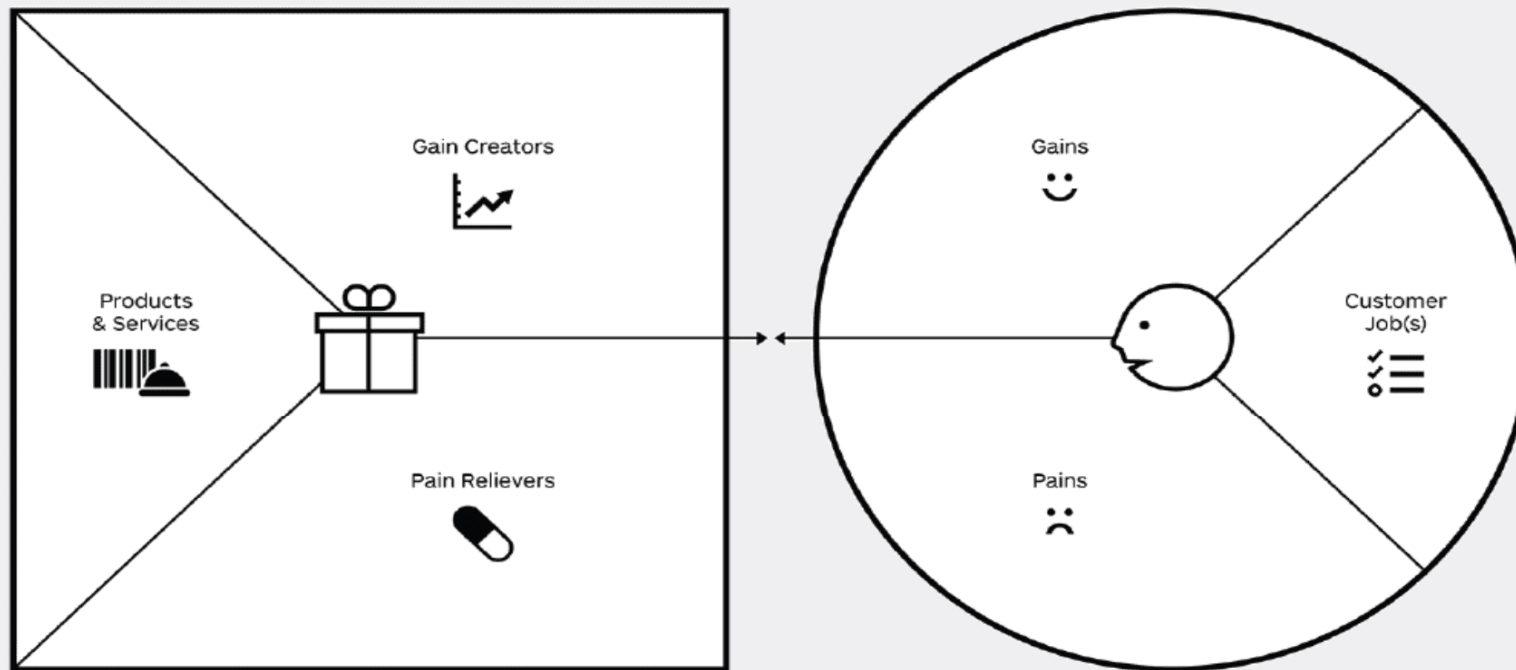 Gain Creators
Products
& Services
Pain Relievers
Gains
Customer
Job(s)
Pains